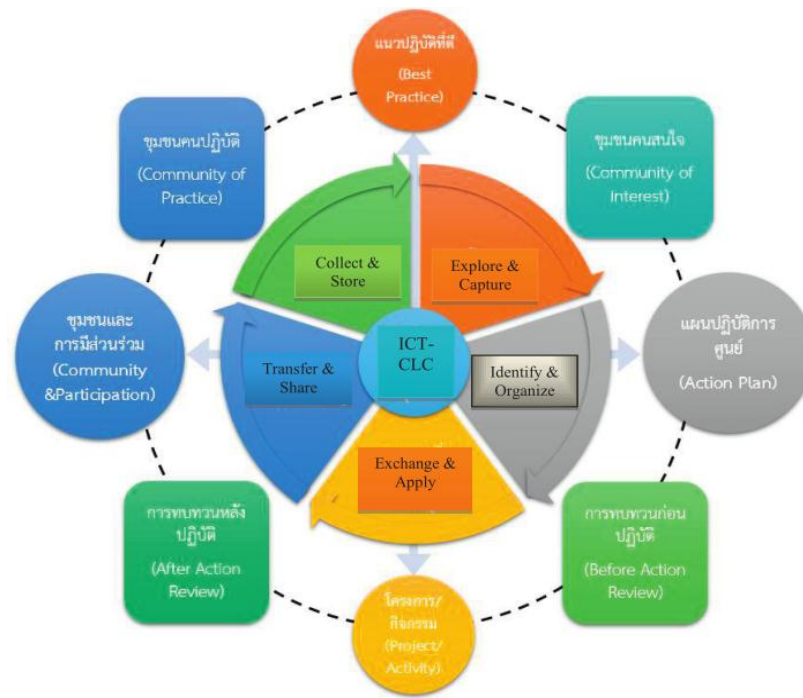 แนวปฏิบัติที่ดี
(Best
Practice)
ชุมชนคนปฏิบัติ
(Community of
Practice)
ชุมชนคนสนใจ
(Community of
Interest)
Collect &
Store
Explore &
Capture
ชุมชนและ
การมีส่วนร่วม
(Community
&Participation)
Transfer &
Share
ICT-
CLC
Identify &
Organize
แผนปฏิบัติการ
ศูนย์
(Action Plan)
Exchange &
Apply
การทบทวนหลัง
ปฏิบัติ
(After Action
Review)
การทบทวนก่อน
ปฏิบัติ
(Before Action
Review)
โครงการ/
กิจกรรม
(Project/
Activity)